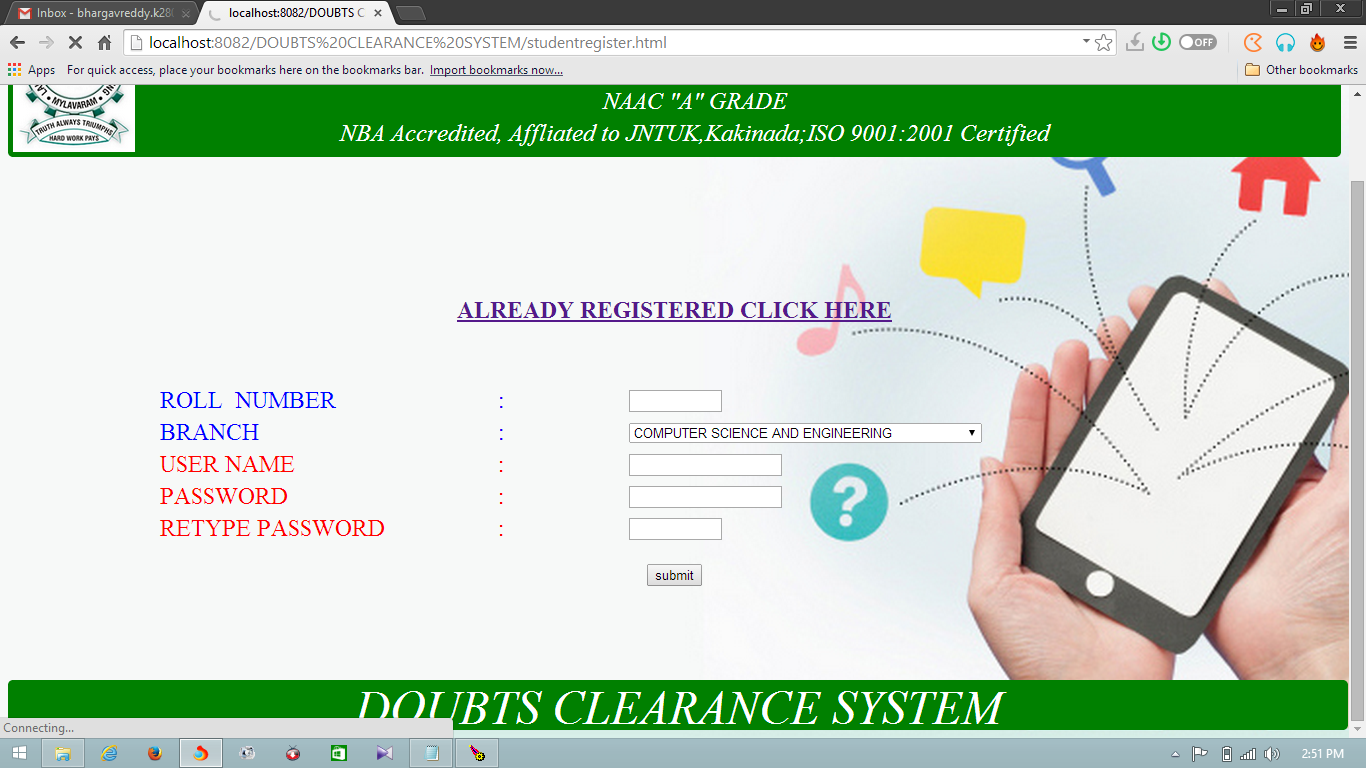 Inbox - bhargavreddy.k28
localhost:8082/DOUBTS C
localhost:8082/DOUBTS%20CLEARANCE%20SYSTEM/studentregister.html
OFF
Apps For quick access, place your bookmarks here on the bookmarks bar. Import bookmarks now... Other bookmarks
MYLAVARAM
TRUTH ALWAYS TRIUMPHS
HARD WORK PAYS
NAAC "A" GRADE
NBA Accredited, Affliated to JNTUK,Kakinada;ISO 9001:2001 Certified
ALREADY REGISTERED CLICK HERE
ROLL NUMBER :
BRANCH : COMPUTER SCIENCE AND ENGINEERING
USER NAME :
PASSWORD :
RETYPE PASSWORD :
?
submit
DOUBTS CLEARANCE SYSTEM
Connecting...
2:51 PM